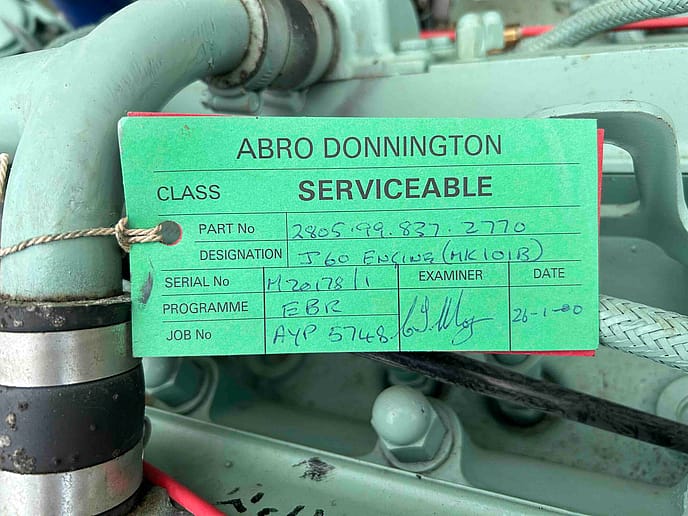 ABRO DONNINGTON
CLASS SERVICEABLE
PART No 2805.99.837.2770
DESIGNATION J60 ENGINE (MK101B)
SERIAL No M20178/1 EXAMINER DATE
PROGRAMME EBR 26-1-00
JOB No AYP 5748